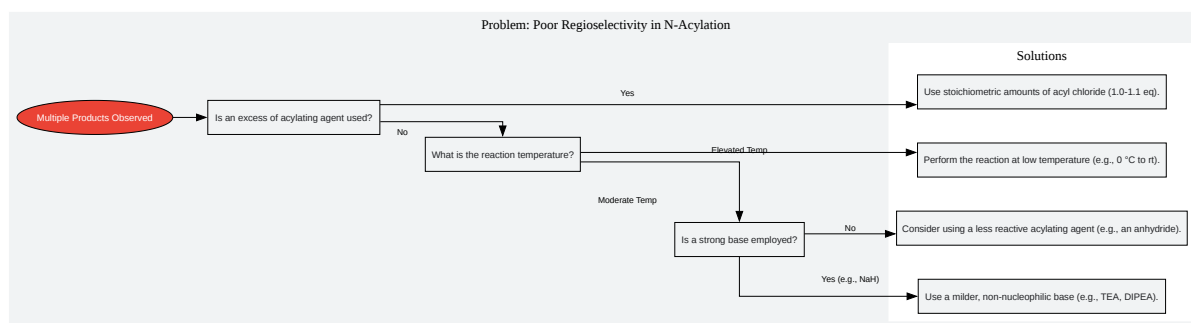 Problem: Poor Regioselectivity in N-Acylation
Solutions
Multiple Products Observed
Is an excess of acylating agent used?
Yes
Use stoichiometric amounts of acyl chloride (1.0-1.1 eq).
No
What is the reaction temperature?
Elevated Temp
Perform the reaction at low temperature (e.g., 0 °C to rt).
Moderate Temp
Is a strong base employed?
No
Consider using a less reactive acylating agent (e.g., an anhydride).
Yes (e.g., NaH)
Use a milder, non-nucleophilic base (e.g., TEA, DIPEA).